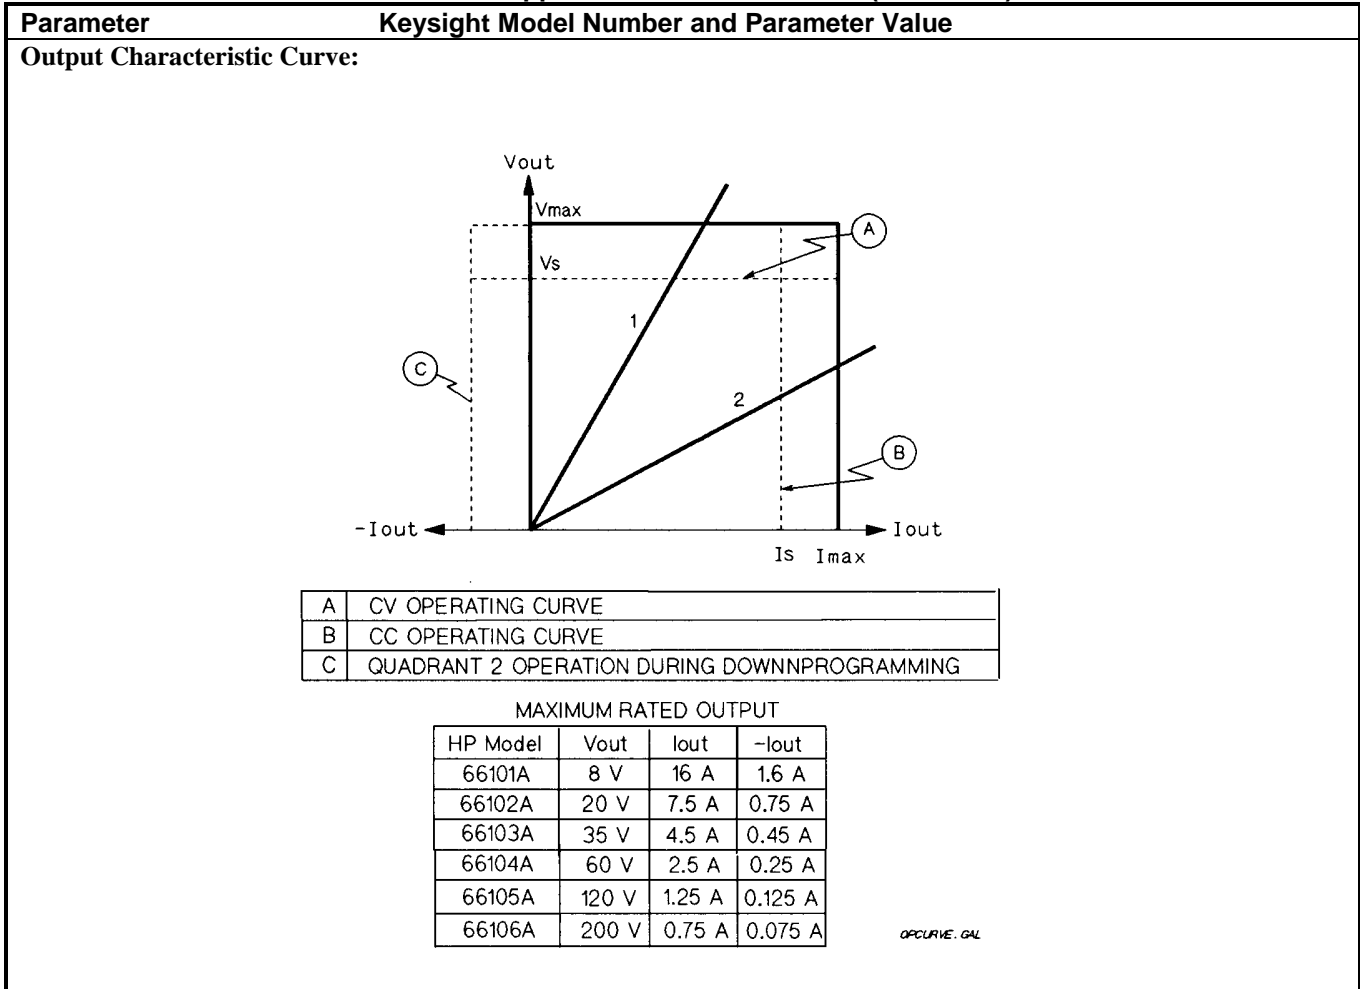 Parameter Keysight Model Number and Parameter Value
Output Characteristic Curve:
Vout
Vmax
A
Vs
1
C
2
B
-Iout
Iout
Is Imax
A CV OPERATING CURVE
B CC OPERATING CURVE
C QUADRANT 2 OPERATION DURING DOWNNPROGRAMMING
MAXIMUM RATED OUTPUT
HP Model Vout Iout -Iout
66101A 8 V 16 A 1.6 A
66102A 20 V 7.5 A 0.75 A
66103A 35 V 4.5 A 0.45 A
66104A 60 V 2.5 A 0.25 A
66105A 120 V 1.25 A 0.125 A
66106A 200 V 0.75 A 0.075 A
OPCURVE.GAL